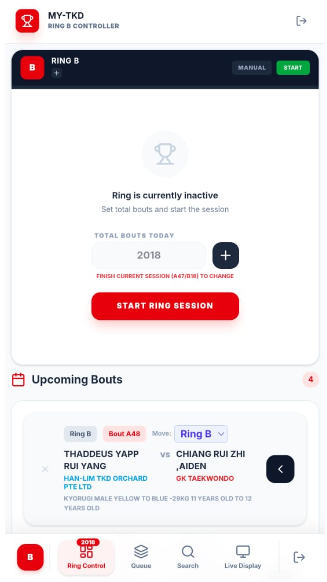 MY-TKD
RING B CONTROLLER
B
RING B
+
MANUAL
START
Ring is currently inactive
Set total bouts and start the session
TOTAL BOUTS TODAY
2018
+
FINISH CURRENT SESSION (A47/B18) TO CHANGE
START RING SESSION
Upcoming Bouts
4
Ring B
Bout A48
Move:
Ring B
THADDEUS YAPP
RUI YANG
VS
CHIANG RUI ZHI
,AIDEN
HAN-LIM TKD ORCHARD
PTE LTD
GK TAEKWONDO
KYORUGI MALE YELLOW TO BLUE -29KG 11 YEARS OLD TO 12
YEARS OLD
B
2018
Ring Control
Queue
Search
Live Display